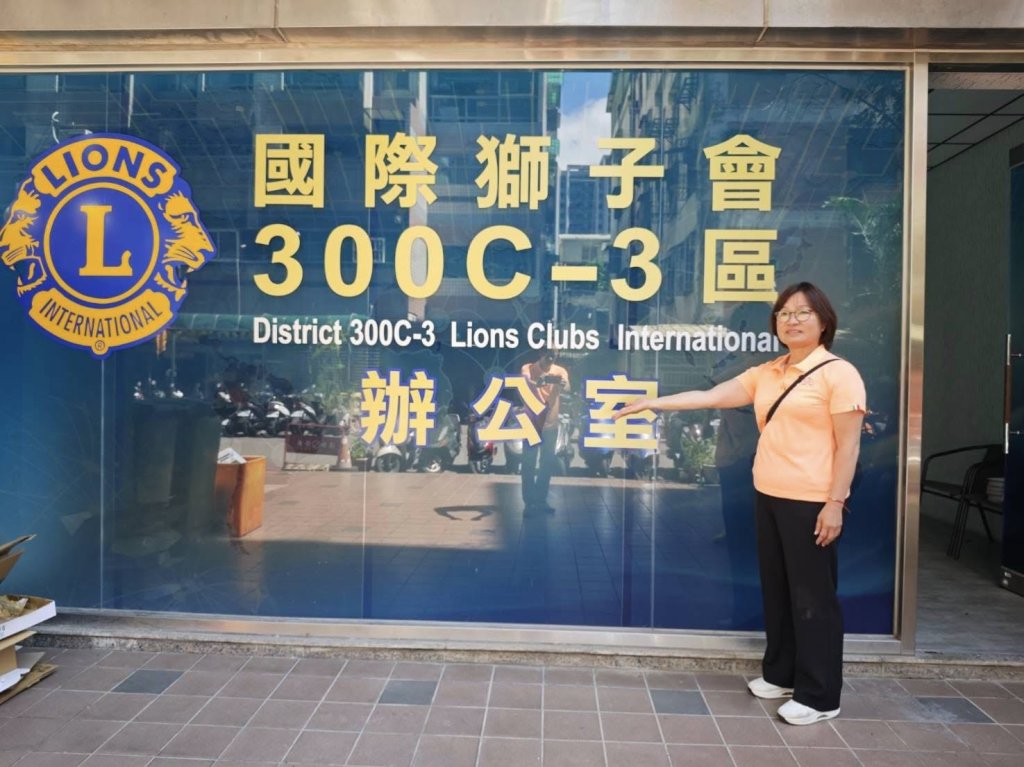 LIONS
L
INTERNATIONAL
®
國際獅子會
300C-3區
District 300C-3 Lions Clubs International
辦公室